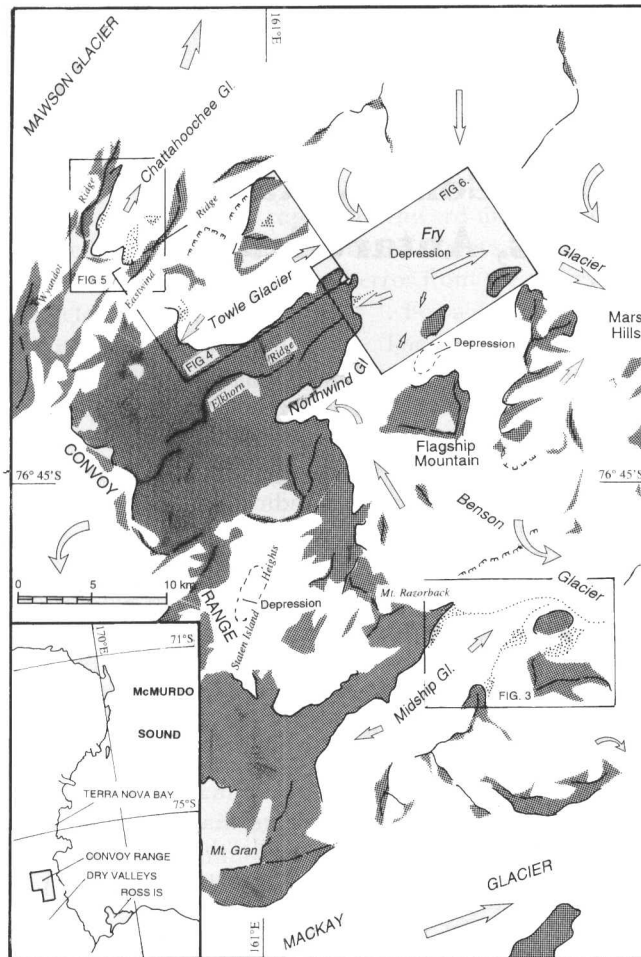 161°E
MAWSON GLACIER
Chattahoochee Gl.
Ridge
Wyandot
FIG 5
Eastwind
Ridge
FIG 6.
Fry
Depression
Glacier
Towle Glacier
Mars
Hills
FIG 4
Elkhorn
Ridge
Northwind Gl
Depression
CONVOY
RANGE
Flagship
Mountain
76° 45'S
76° 45'S
Benson
Glacier
0 5 10 km
Staten Island
Heights
Depression
Mt. Razorback
Midship Gl.
FIG. 3
170°E
71°S
McMURDO
SOUND
TERRA NOVA BAY
75°S
CONVOY RANGE
DRY VALLEYS
ROSS IS
Mt. Gran
161°E
MACKAY
GLACIER